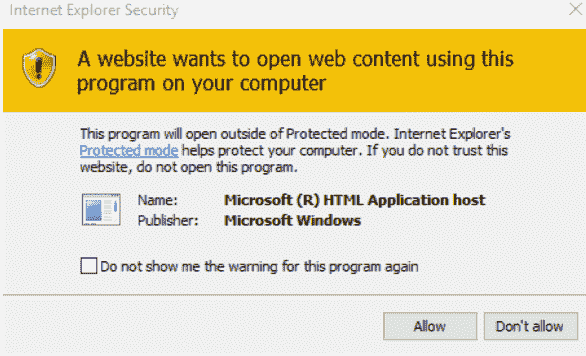 Internet Explorer Security
A website wants to open web content using this
program on your computer
This program will open outside of Protected mode. Internet Explorer's
Protected mode helps protect your computer. If you do not trust this
website, do not open this program.
Name: Microsoft (R) HTML Application host
Publisher: Microsoft Windows
Do not show me the warning for this program again
Allow Don't allow